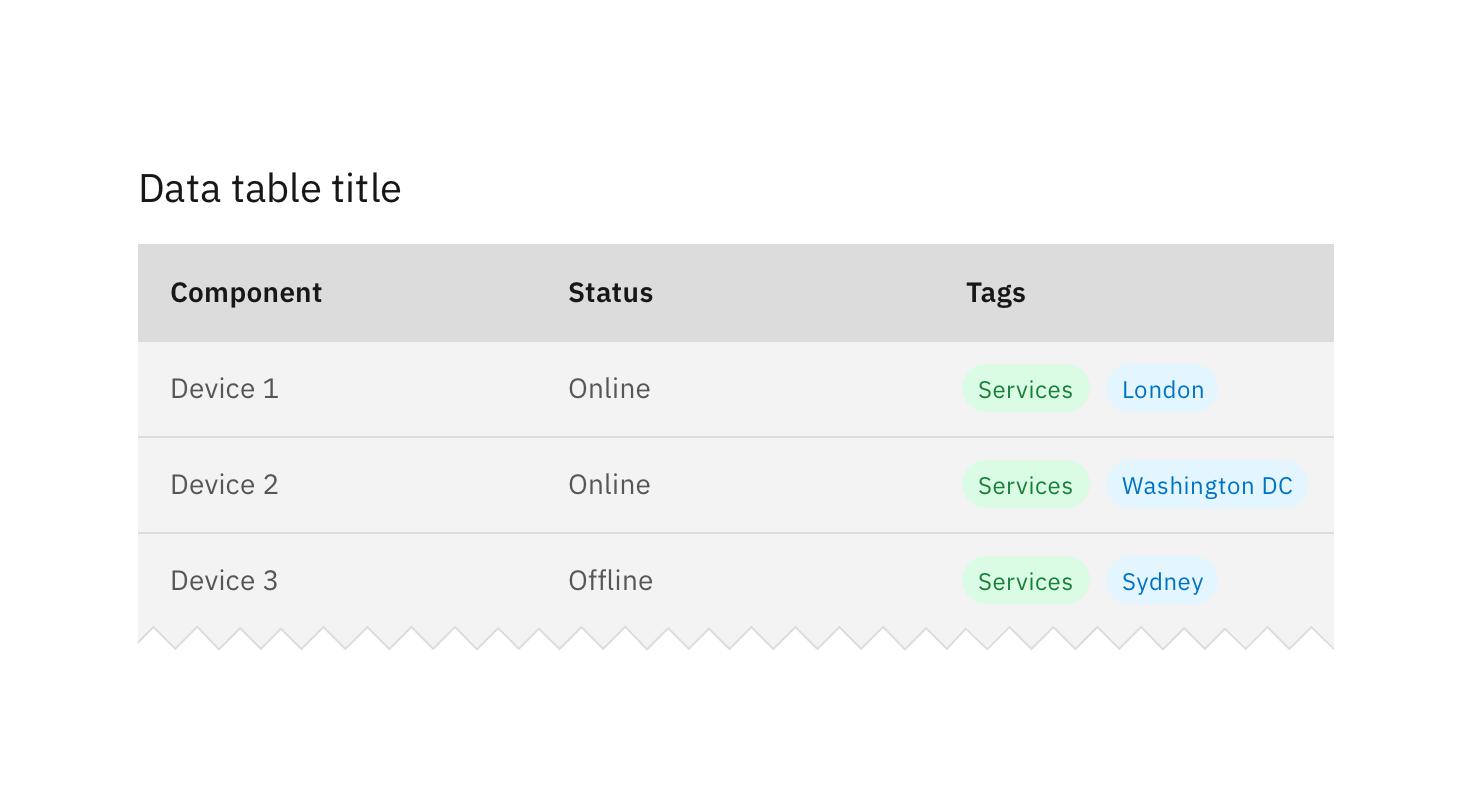 Data table title
Component Status Tags
Device 1 Online Services London
Device 2 Online Services Washington DC
Device 3 Offline Services Sydney